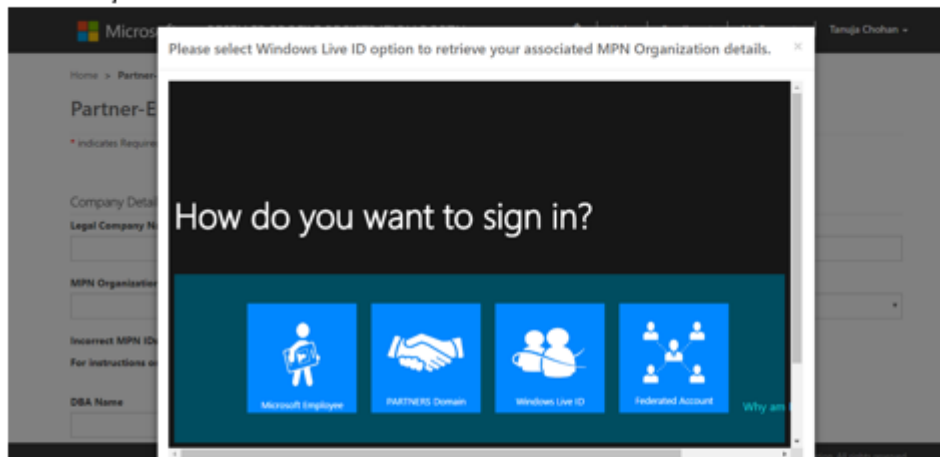 Micros
Tanuja Chohan
Please select Windows Live ID option to retrieve your associated MPN Organization details.
×
Home > Partner-
Partner-E
* indicates Require
Company Detai
Legal Company N
How do you want to sign in?
MPN Organization
Incorrect MPN IDs
For instructions o
DBA Name
Microsoft Employee
PARTNERS Domain
Windows Live ID
Federated Account
Why am I